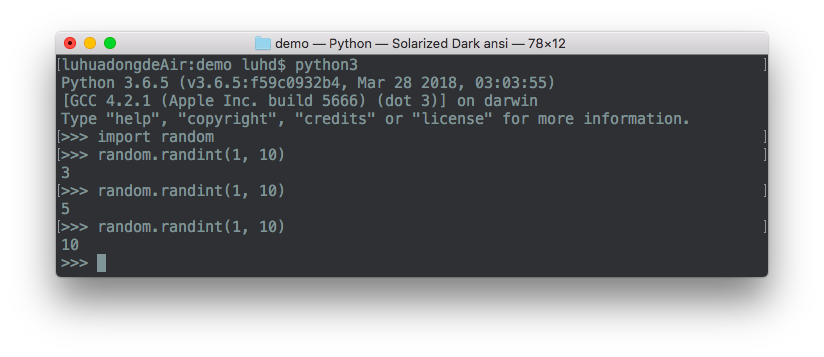 demo — Python — Solarized Dark ansi — 78×12
[luhuadongdeAir:demo luhd$ python3 ]
Python 3.6.5 (v3.6.5:f59c0932b4, Mar 28 2018, 03:03:55)
[GCC 4.2.1 (Apple Inc. build 5666) (dot 3)] on darwin
Type "help", "copyright", "credits" or "license" for more information.
[>>> import random ]
[>>> random.randint(1, 10) ]
3
[>>> random.randint(1, 10) ]
5
[>>> random.randint(1, 10) ]
10
>>>